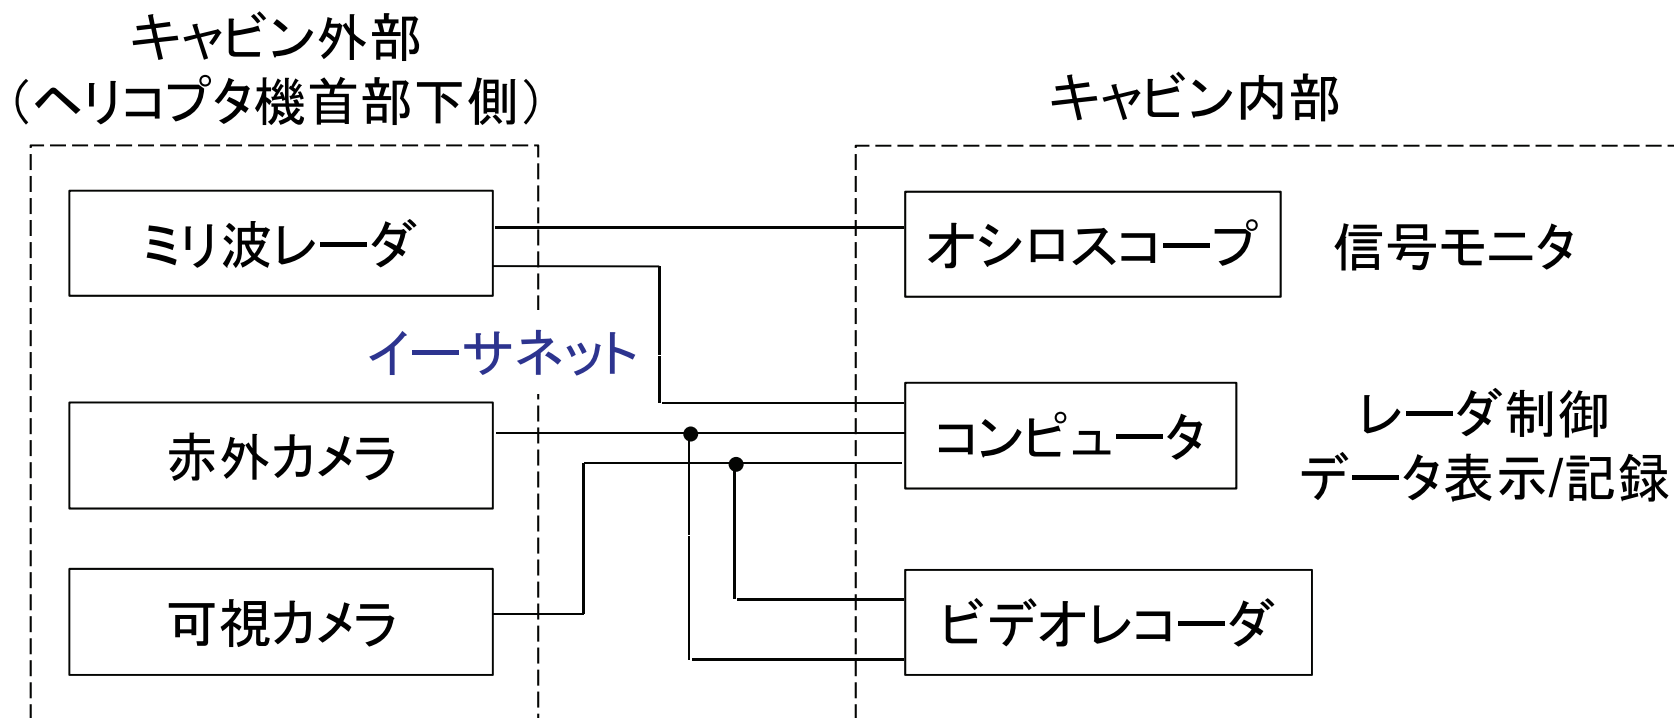 キャビン外部
（ヘリコプタ機首部下側）
キャビン内部
ミリ波レーダ
オシロスコープ
信号モニタ
イーサネット
赤外カメラ
コンピュータ
レーダ制御
データ表示/記録
可視カメラ
ビデオレコーダ